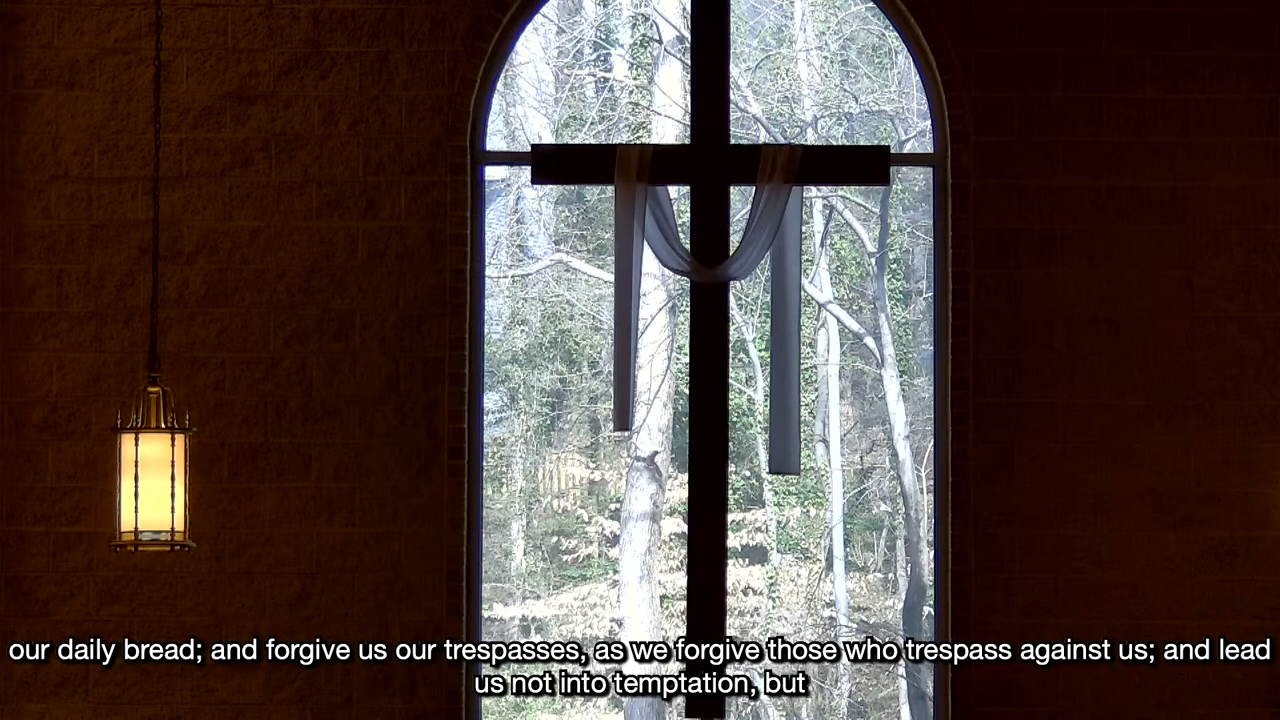 our daily bread; and forgive us our trespasses, as we forgive those who trespass against us; and lead
us not into temptation, but